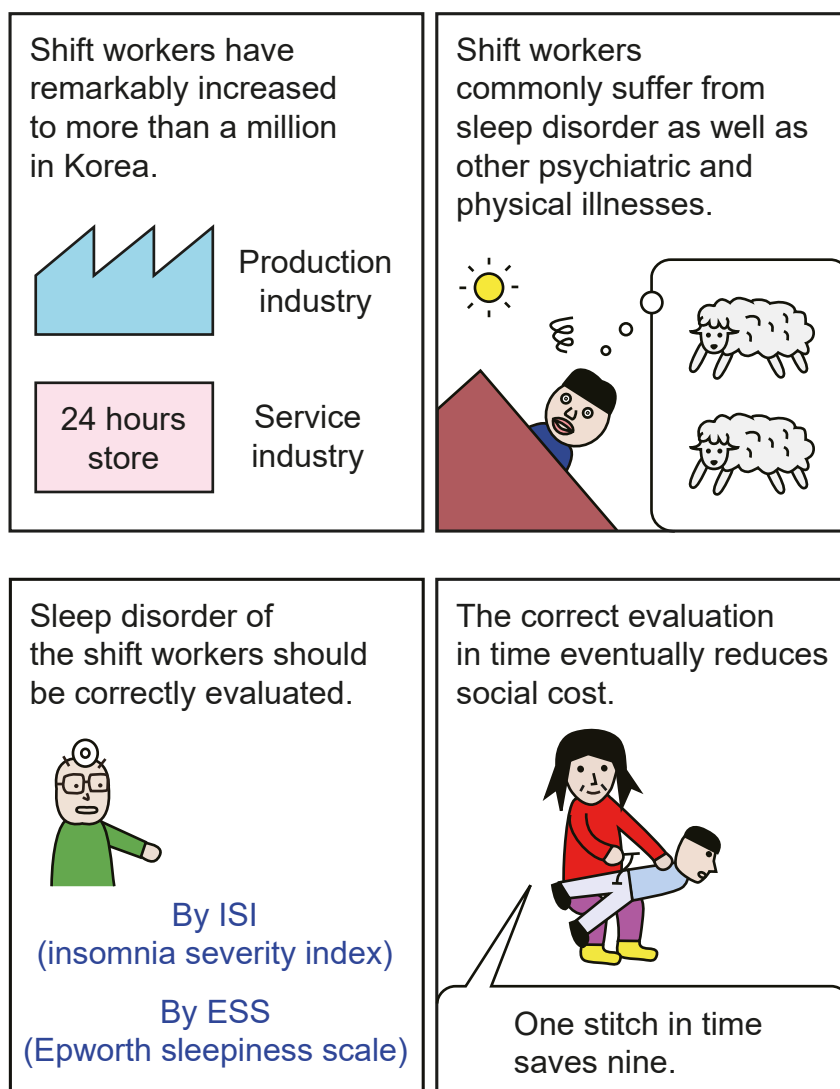 Shift workers have
remarkably increased
to more than a million
in Korea.
Production
industry
24 hours
store
Service
industry
Shift workers
commonly suffer from
sleep disorder as well as
other psychiatric and
physical illnesses.
Sleep disorder of
the shift workers should
be correctly evaluated.
By ISI
(insomnia severity index)
By ESS
(Epworth sleepiness scale)
The correct evaluation
in time eventually reduces
social cost.
One stitch in time
saves nine.